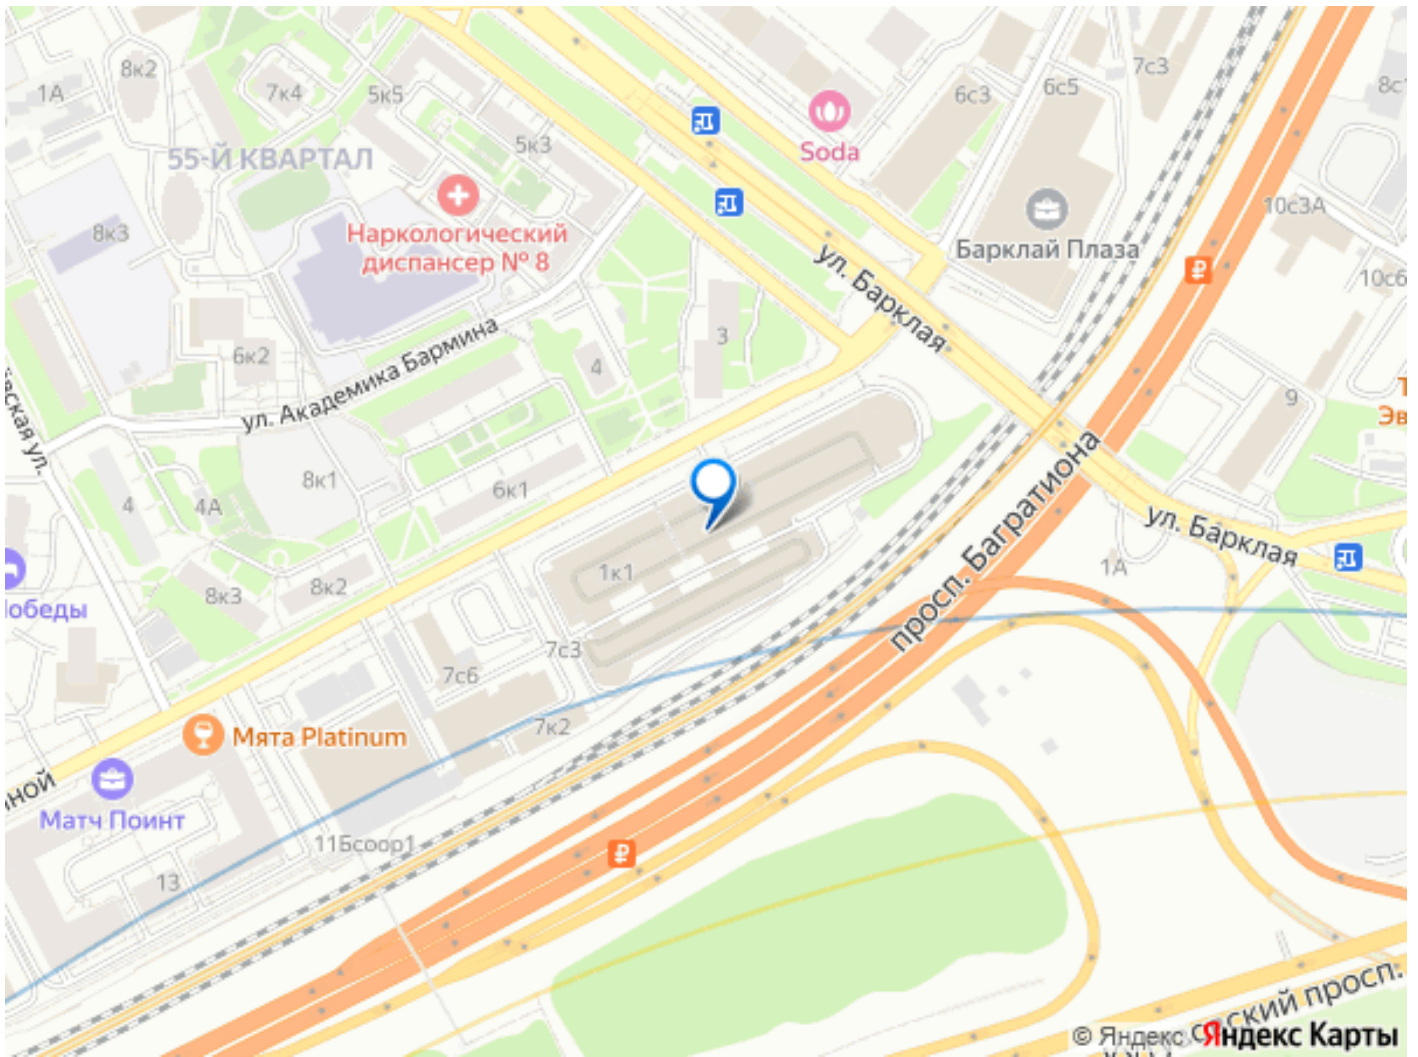 8к2
1А
7к4
5к5
5к3
55-Й КВАРТАЛ
8к3
Наркологический
диспансер № 8
Soda
6с3
6с5
7с3
10с3А
Барклай Плаза
10с6
ул. Барклая
3
4
6к2
ул. Академика Бармина
9
8к1
6к1
4
4А
8к3
8к2
1к1
просп. Багратиона
ул. Барклая
1А
7с3
7с6
7к2
Мята Platinum
Матч Поинт
11Бсоор1
13
© Яндекс
Яндекс Карты